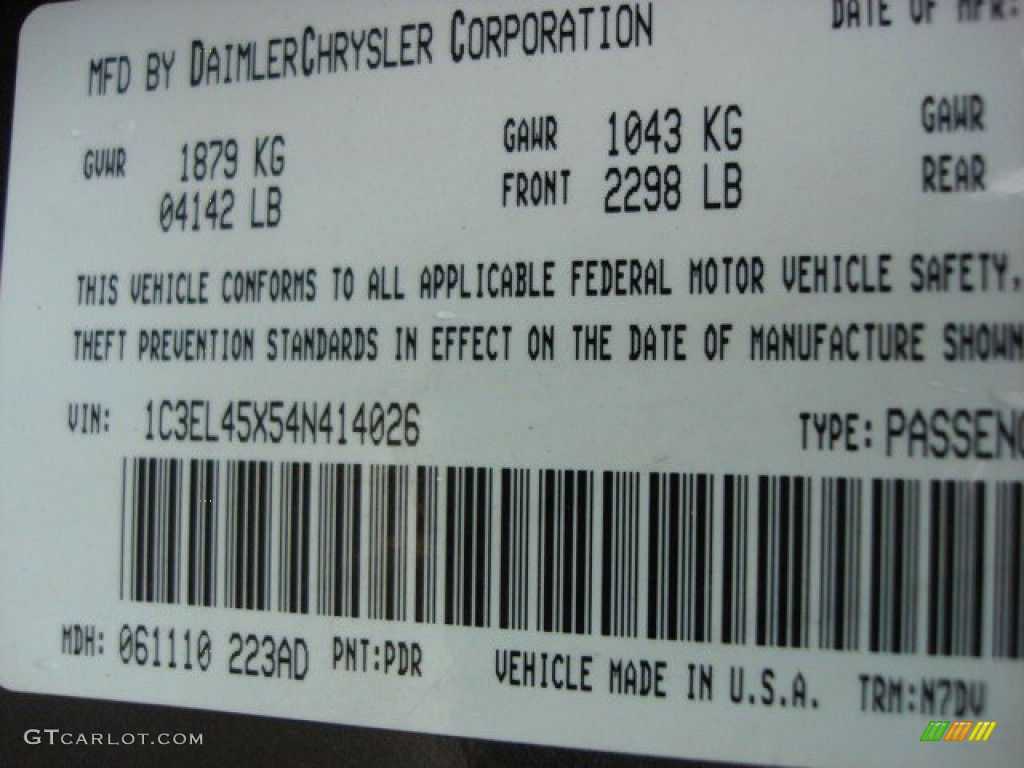 DATE OF MFR:
MFD BY DAIMLERCHRYSLER CORPORATION
GVWR 1879 KG GAWR 1043 KG GAWR
04142 LB FRONT 2298 LB REAR
THIS VEHICLE CONFORMS TO ALL APPLICABLE FEDERAL MOTOR VEHICLE SAFETY,
THEFT PREVENTION STANDARDS IN EFFECT ON THE DATE OF MANUFACTURE SHOWN
VIN: 1C3EL45X54N414026 TYPE: PASSENG
MDH: 061110 223AD PNT:PDR VEHICLE MADE IN U.S.A. TRM:N7DV
GTCARLOT.COM